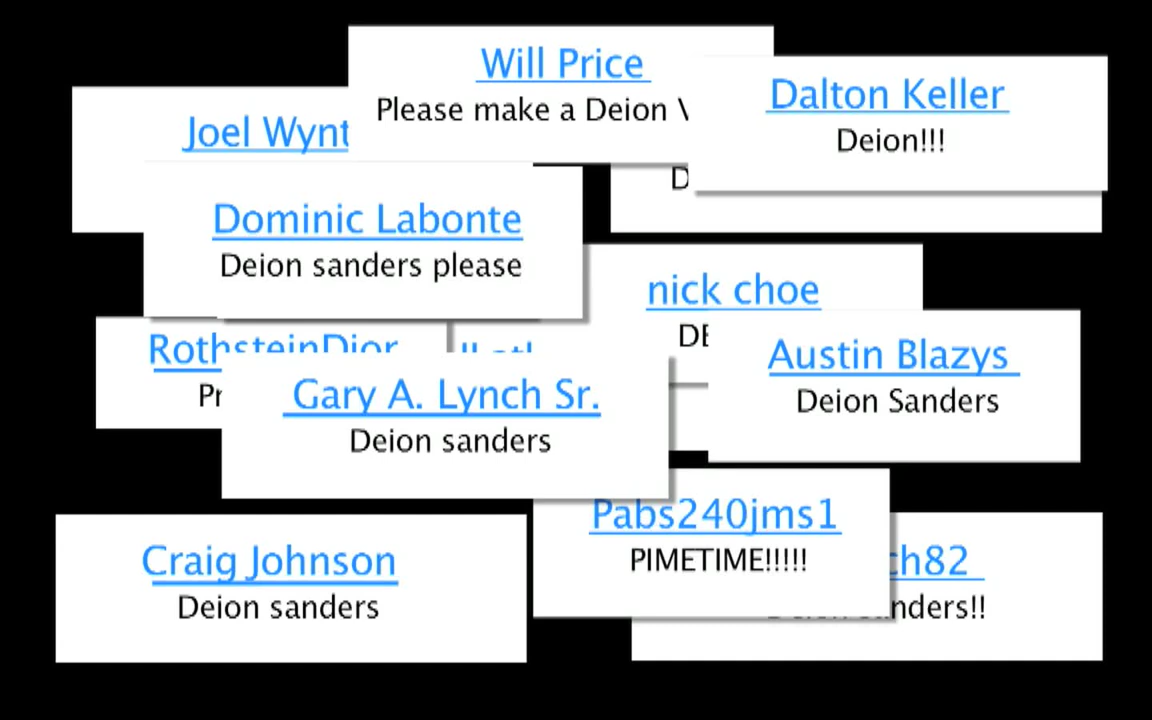 Will Price
Please make a Deion
Dalton Keller
Deion!!!
Joel
Dominic Labonte
Deion sanders please
nick choe
Austin Blazys
Deion Sanders
Gary A. Lynch Sr.
Deion sanders
Pabs240jms1
PIMETIME!!!!!
Craig Johnson
Deion sanders